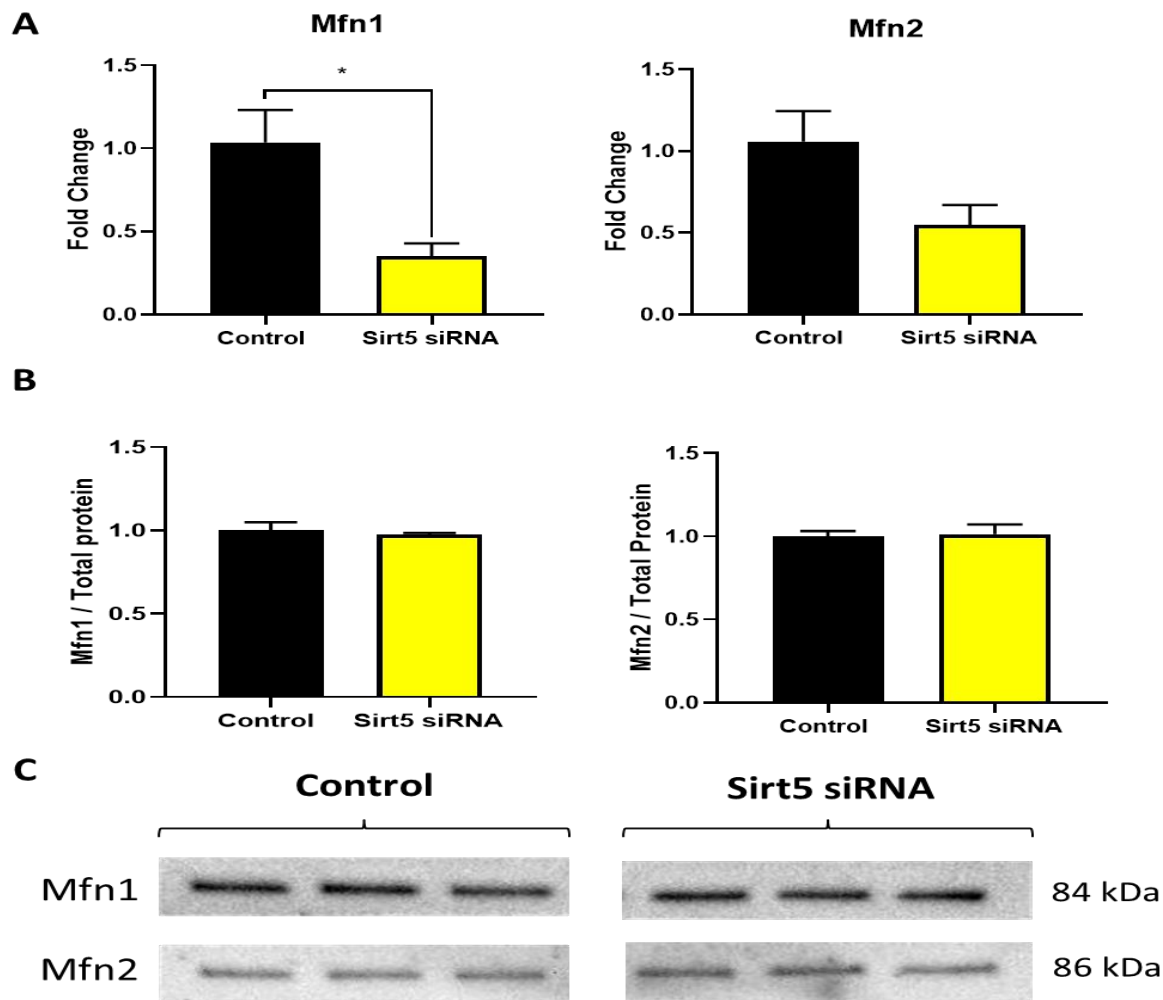 A
Mfn1
Mfn2
1.5
1.0
0.5
0.0
Fold Change
*
Control
Sirt5 siRNA
1.5
1.0
0.5
0.0
Fold Change
Control
Sirt5 siRNA
B
1.5
1.0
0.5
0.0
Mfn1 / Total protein
Control
Sirt5 siRNA
1.5
1.0
0.5
0.0
Mfn2 / Total Protein
Control
Sirt5 siRNA
C
Control
Sirt5 siRNA
Mfn1
84 kDa
Mfn2
86 kDa